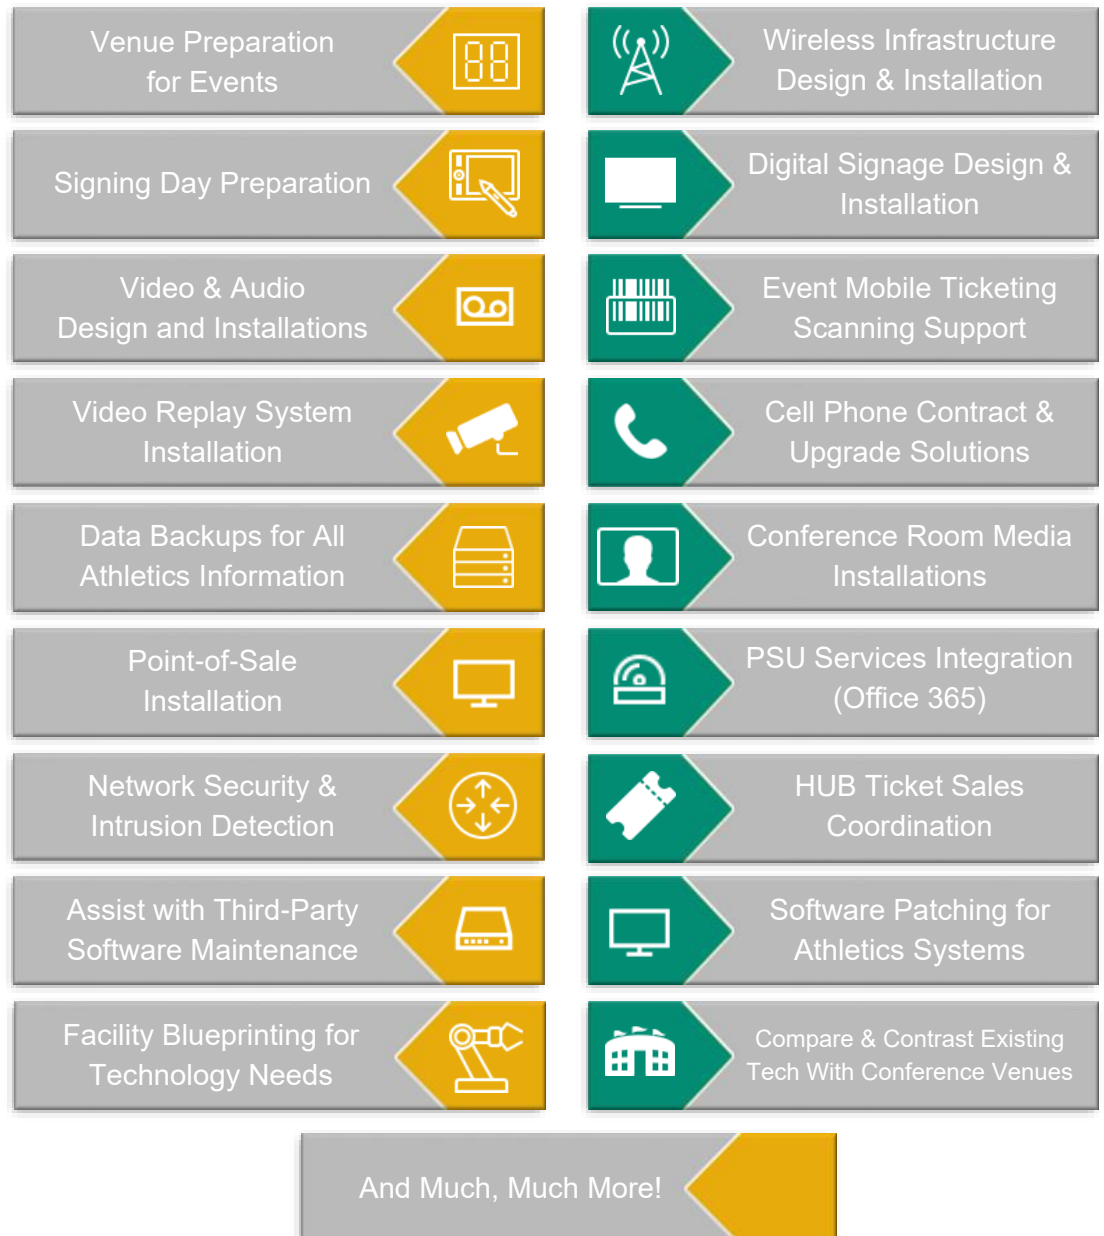 Venue Preparation
for Events
Signing Day Preparation
Video & Audio
Design and Installations
Video Replay System
Installation
Data Backups for All
Athletics Information
Point-of-Sale
Installation
Network Security &
Intrusion Detection
Assist with Third-Party
Software Maintenance
Facility Blueprinting for
Technology Needs
Wireless Infrastructure
Design & Installation
Digital Signage Design &
Installation
Event Mobile Ticketing
Scanning Support
Cell Phone Contract &
Upgrade Solutions
Conference Room Media
Installations
PSU Services Integration
(Office 365)
HUB Ticket Sales
Coordination
Software Patching for
Athletics Systems
Compare & Contrast Existing
Tech With Conference Venues
And Much, Much More!